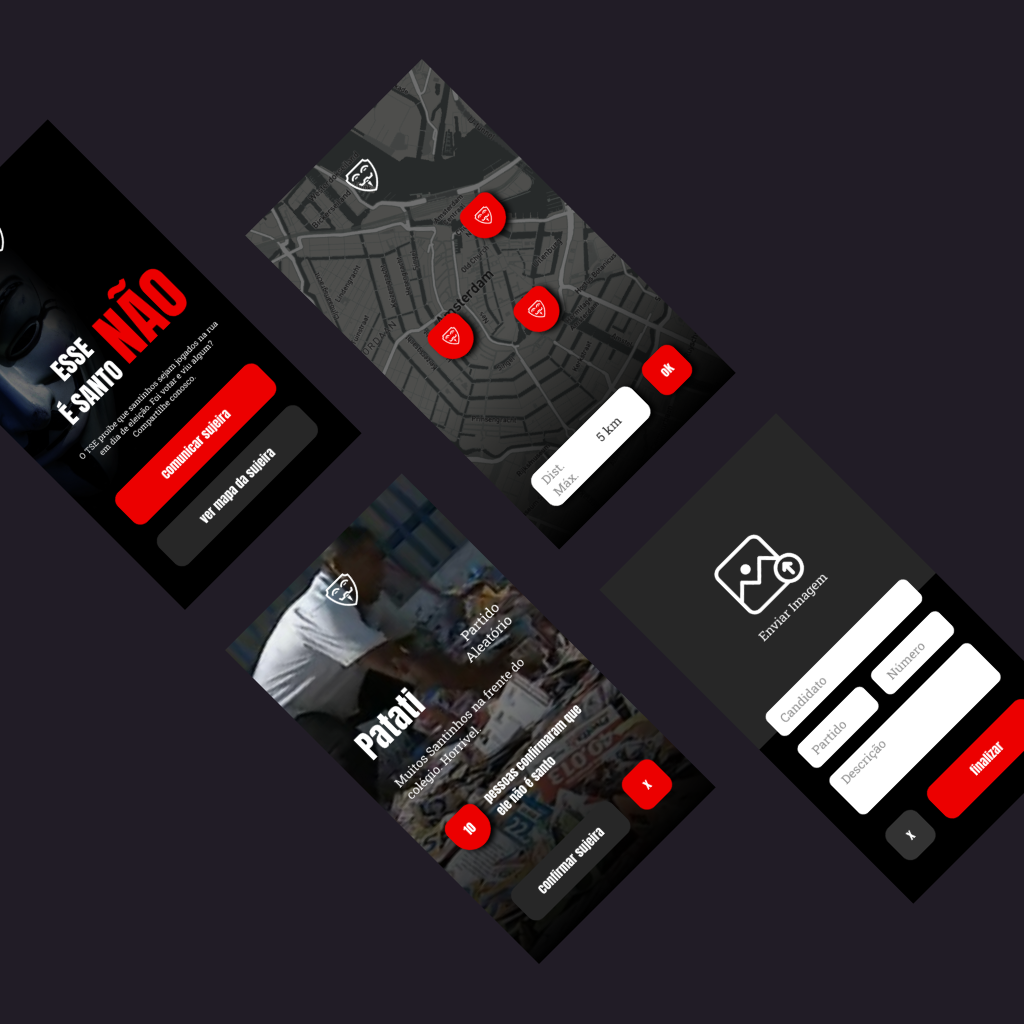 ESSE NÃO
É SANTO
O TSE proíbe que santinhos sejam jogados na rua
em dia de eleição. Foi votar e viu algum?
Compartilhe conosco.
comunicar sujeira
ver mapa da sujeira
Amsterdam
Dist.
Máx.
5 km
OK
Patati
Partido
Aleatório
Muitos Santinhos na frente do
colégio. Horrível.
10
pessoas confirmaram que
ele não é santo
confirmar sujeira
X
Enviar Imagem
Candidato
Partido
Número
Descrição
X
finalizar